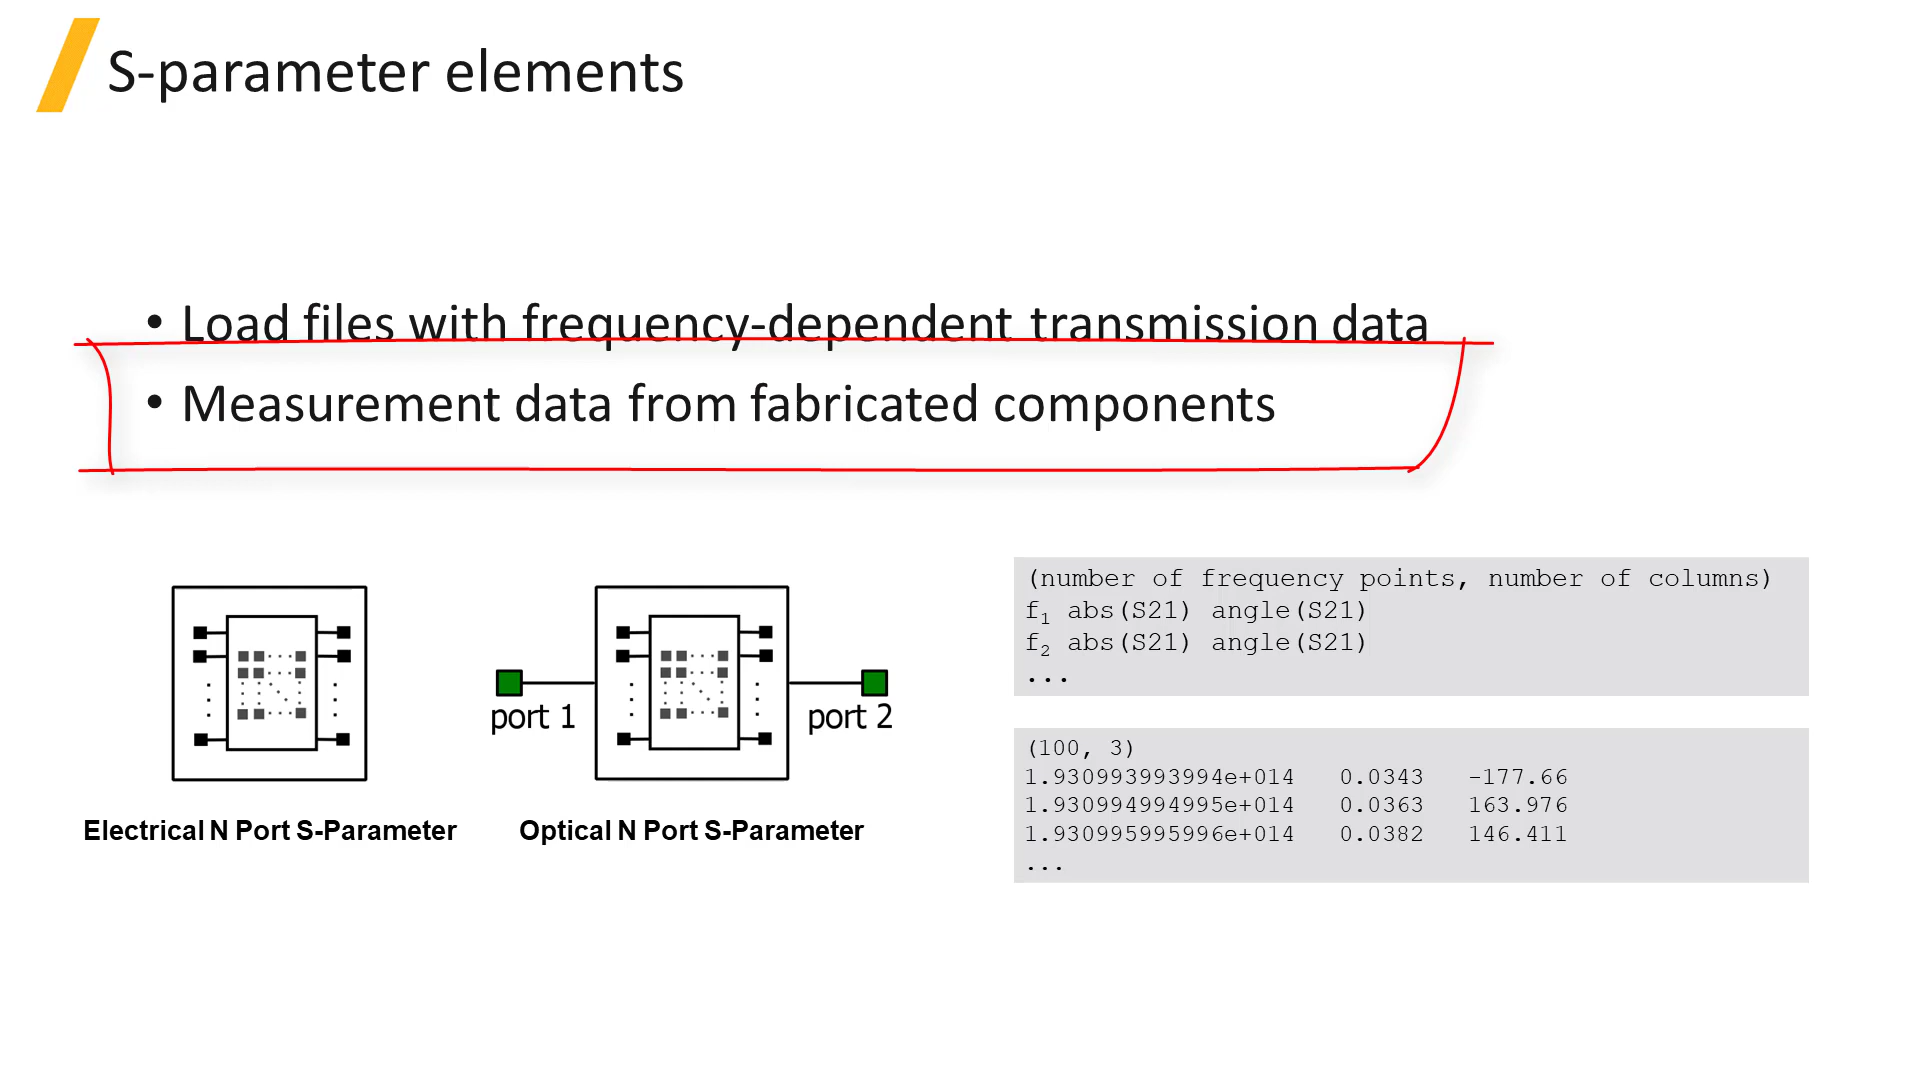 S-parameter elements
• Load files with frequency-dependent transmission data
• Measurement data from fabricated components
port 1
port 2
Electrical N Port S-Parameter
Optical N Port S-Parameter
(number of frequency points, number of columns)
f₁ abs(S21) angle(S21)
f₂ abs(S21) angle(S21)
...
(100, 3)
1.930993993994e+014 0.0343 -177.66
1.930994994995e+014 0.0363 163.976
1.930995995996e+014 0.0382 146.411
...